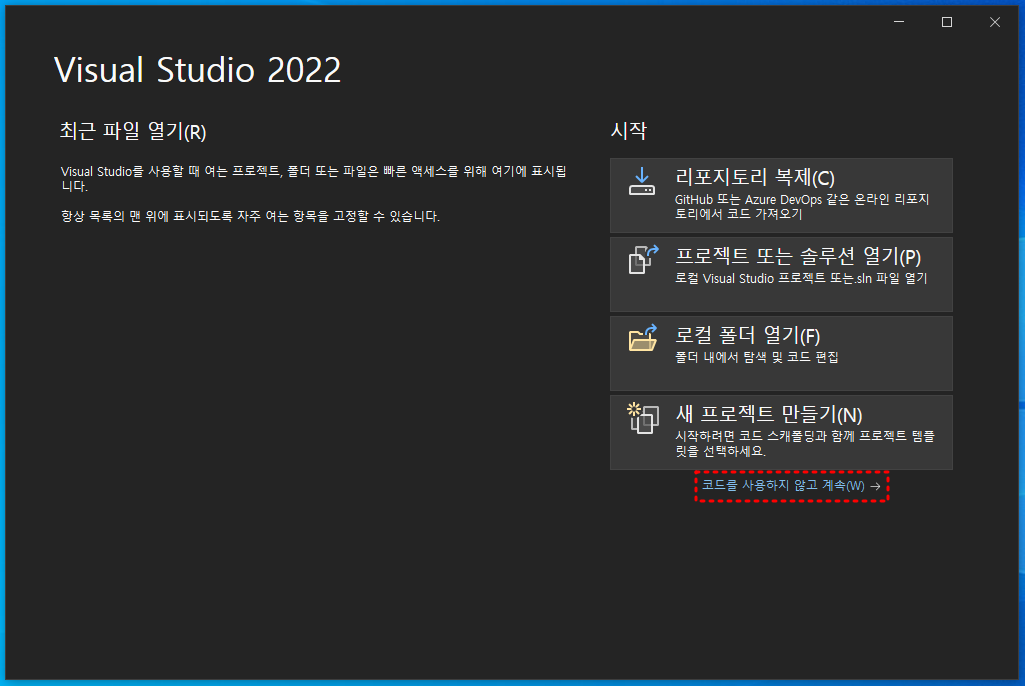 Visual Studio 2022
최근 파일 열기(R)
Visual Studio를 사용할 때 여는 프로젝트, 폴더 또는 파일은 빠른 액세스를 위해 여기에 표시됩
니다.
항상 목록의 맨 위에 표시되도록 자주 여는 항목을 고정할 수 있습니다.
시작
리포지토리 복제(C)
GitHub 또는 Azure DevOps 같은 온라인 리포지
토리에서 코드 가져오기
프로젝트 또는 솔루션 열기(P)
로컬 Visual Studio 프로젝트 또는.sln 파일 열기
로컬 폴더 열기(F)
폴더 내에서 탐색 및 코드 편집
새 프로젝트 만들기(N)
시작하려면 코드 스캐폴딩과 함께 프로젝트 템플
릿을 선택하세요.
코드를 사용하지 않고 계속(W) →